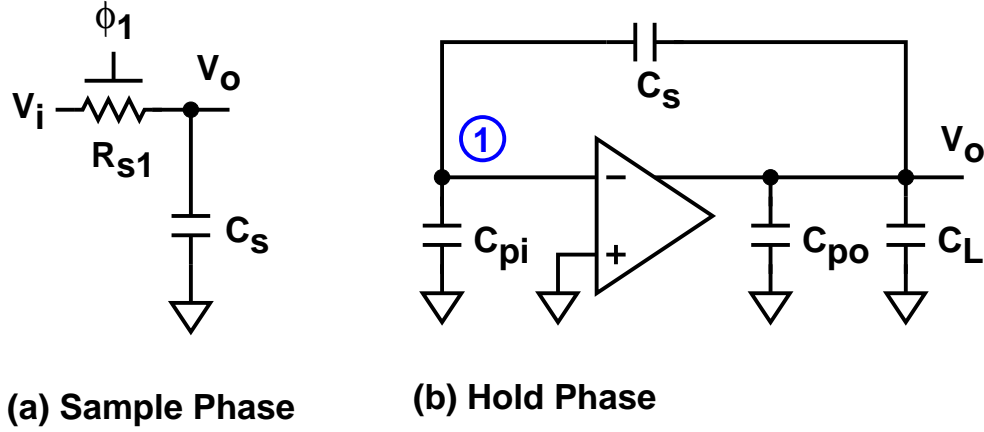 ϕ1
Vi
Vo
Rs1
Cs
(a) Sample Phase
Cs
1
Vo
−
+
Cpi
Cpo
CL
(b) Hold Phase